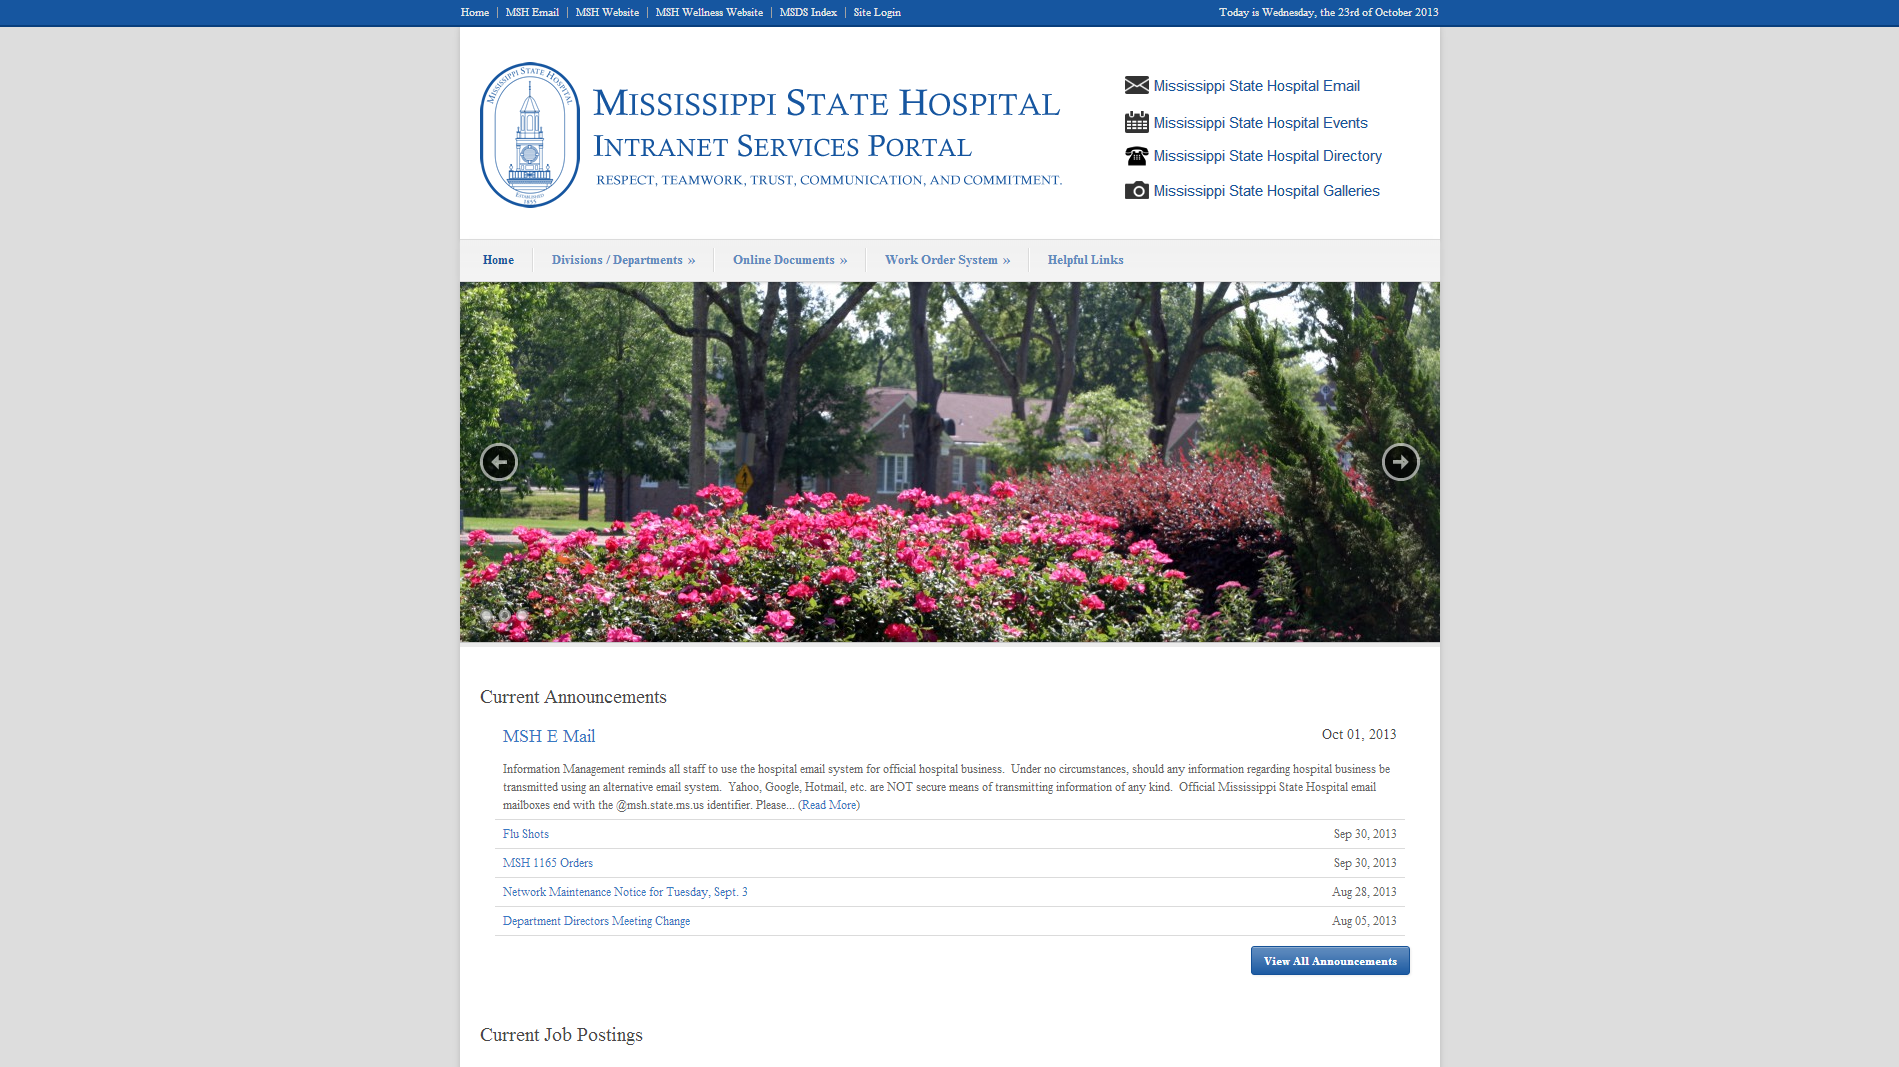 Home | MSH Email | MSH Website | MSH Wellness Website | MSDS Index | Site Login
Today is Wednesday, the 23rd of October 2013
MISSISSIPPI STATE HOSPITAL
ESTABLISHED
1855
MISSISSIPPI STATE HOSPITAL
INTRANET SERVICES PORTAL
RESPECT, TEAMWORK, TRUST, COMMUNICATION, AND COMMITMENT.
Mississippi State Hospital Email
Mississippi State Hospital Events
Mississippi State Hospital Directory
Mississippi State Hospital Galleries
Home
Divisions / Departments »
Online Documents »
Work Order System »
Helpful Links
Current Announcements
MSH E Mail
Oct 01, 2013
Information Management reminds all staff to use the hospital email system for official hospital business.  Under no circumstances, should any information regarding hospital business be
transmitted using an alternative email system.  Yahoo, Google, Hotmail, etc. are NOT secure means of transmitting information of any kind.  Official Mississippi State Hospital email
mailboxes end with the @msh.state.ms.us identifier. Please... (Read More)
Flu Shots
Sep 30, 2013
MSH 1165 Orders
Sep 30, 2013
Network Maintenance Notice for Tuesday, Sept. 3
Aug 28, 2013
Department Directors Meeting Change
Aug 05, 2013
View All Announcements
Current Job Postings